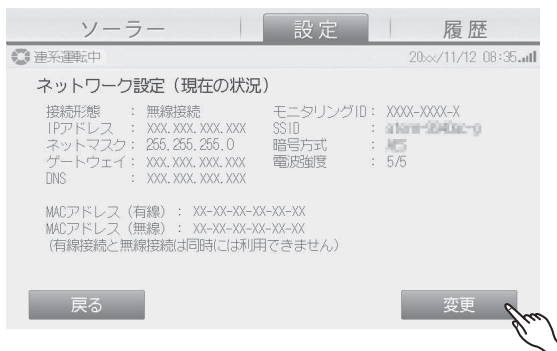 ソーラー 設定 履歴
連系運転中 20xx/11/12 08:35
ネットワーク設定（現在の状況）
接続形態 ： 無線接続 モニタリングID： XXXX-XXXX-X
IPアドレス ： XXX.XXX.XXX.XXX SSID ：
ネットマスク： 255.255.255.0 暗号方式 ：
ゲートウェイ： XXX.XXX.XXX.XXX 電波強度 ： 5/5
DNS ： XXX.XXX.XXX.XXX
MACアドレス（有線）： XX-XX-XX-XX-XX-XX
MACアドレス（無線）： XX-XX-XX-XX-XX-XX
（有線接続と無線接続は同時には利用できません）
戻る 変更